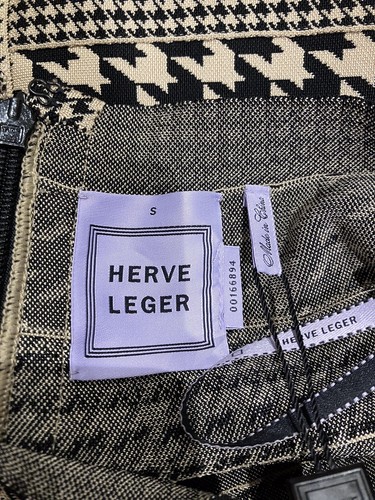 S
HERVE
LEGER
Made in China
00166894
HERVE LEGER